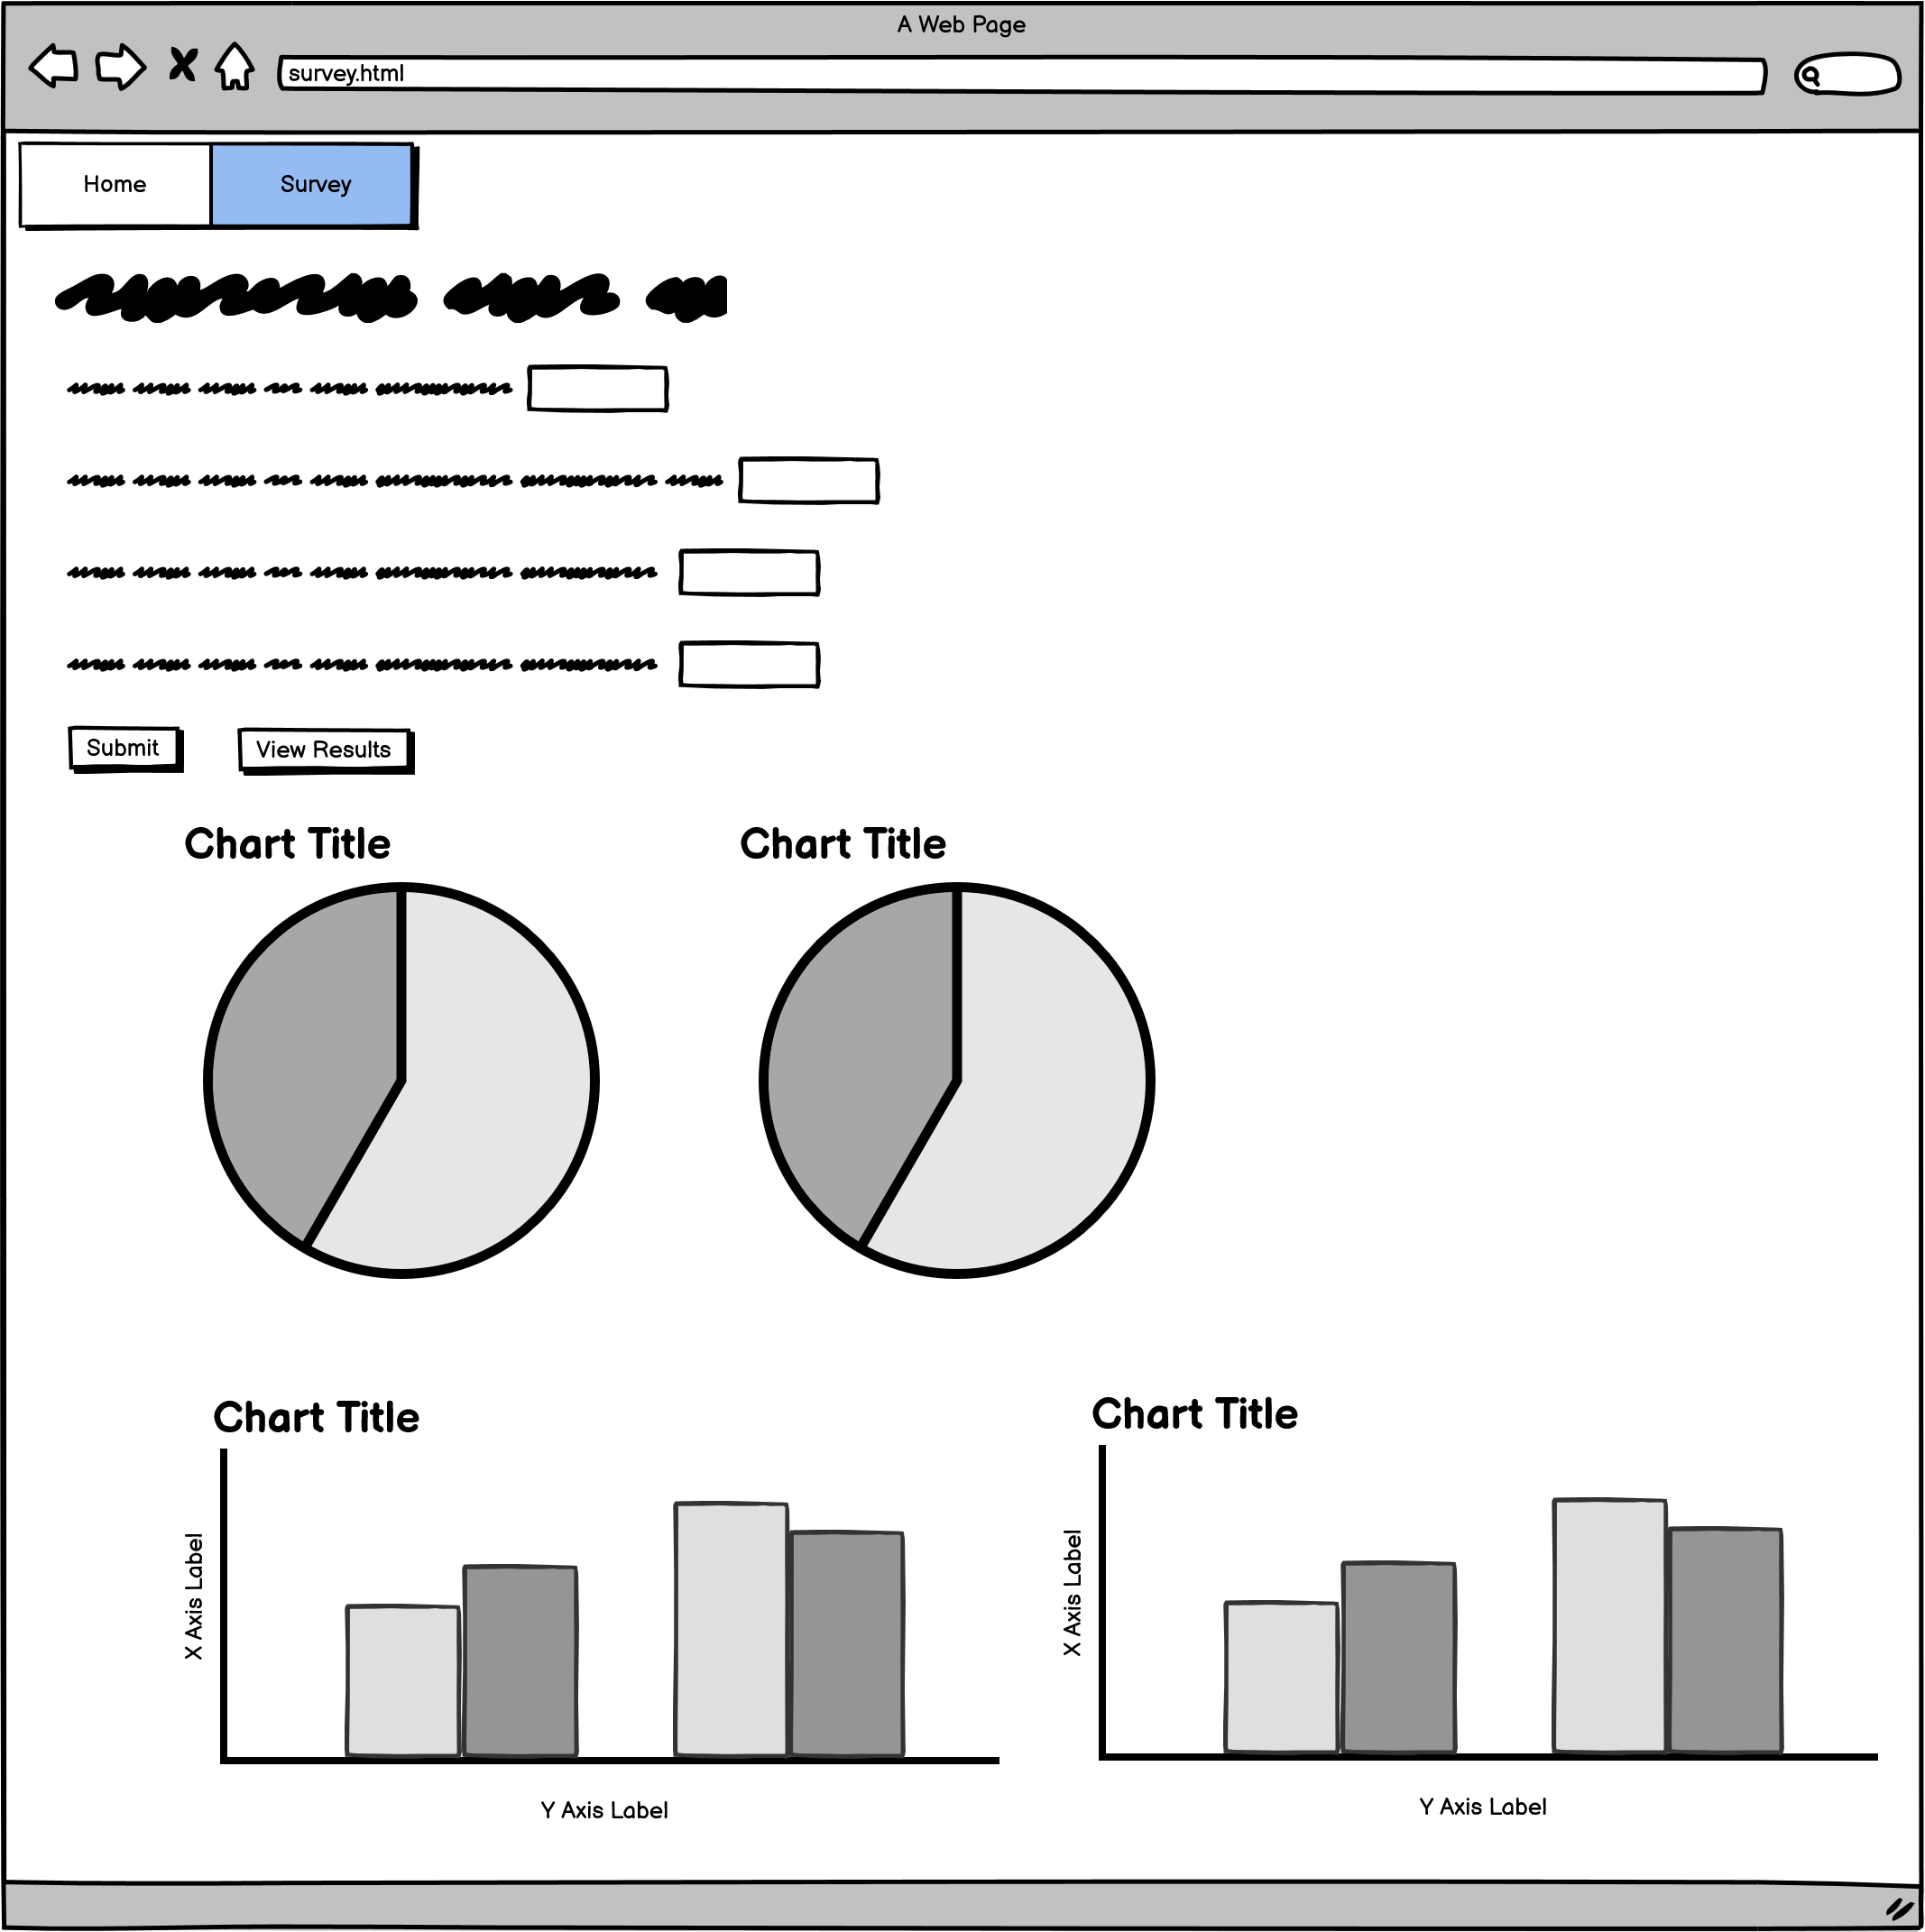 A Web Page
survey.html
Home
Survey
Submit
View Results
Chart Title
Chart Title
Chart Title
Chart Title
X Axis Label
X Axis Label
Y Axis Label
Y Axis Label